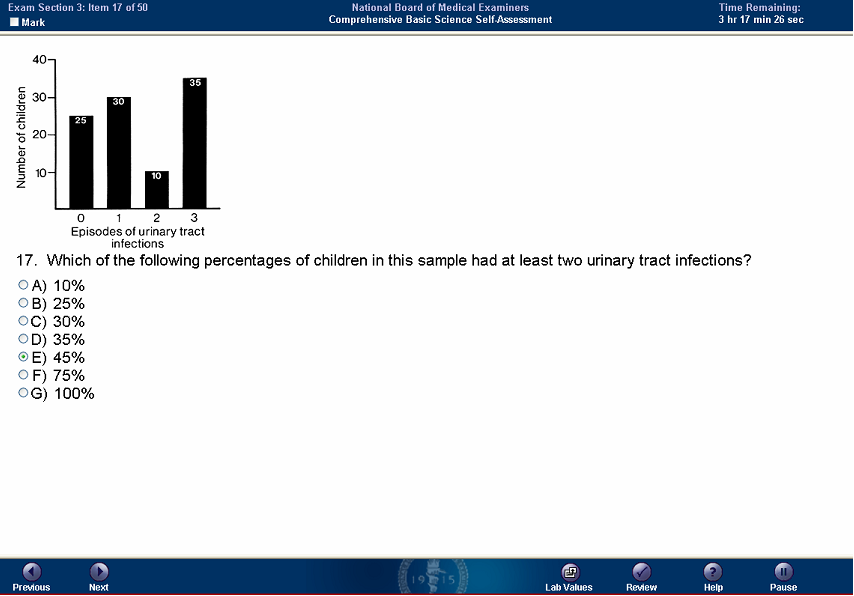 Exam Section 3: Item 17 of 50
National Board of Medical Examiners
Time Remaining:
Mark
Comprehensive Basic Science Self-Assessment
3 hr 17 min 26 sec
40
30
20
10
Number of children
25
30
10
35
0 1 2 3
Episodes of urinary tract
infections
17. Which of the following percentages of children in this sample had at least two urinary tract infections?
A) 10%
B) 25%
C) 30%
D) 35%
E) 45%
F) 75%
G) 100%
1915
Previous
Next
Lab Values
Review
Help
Pause